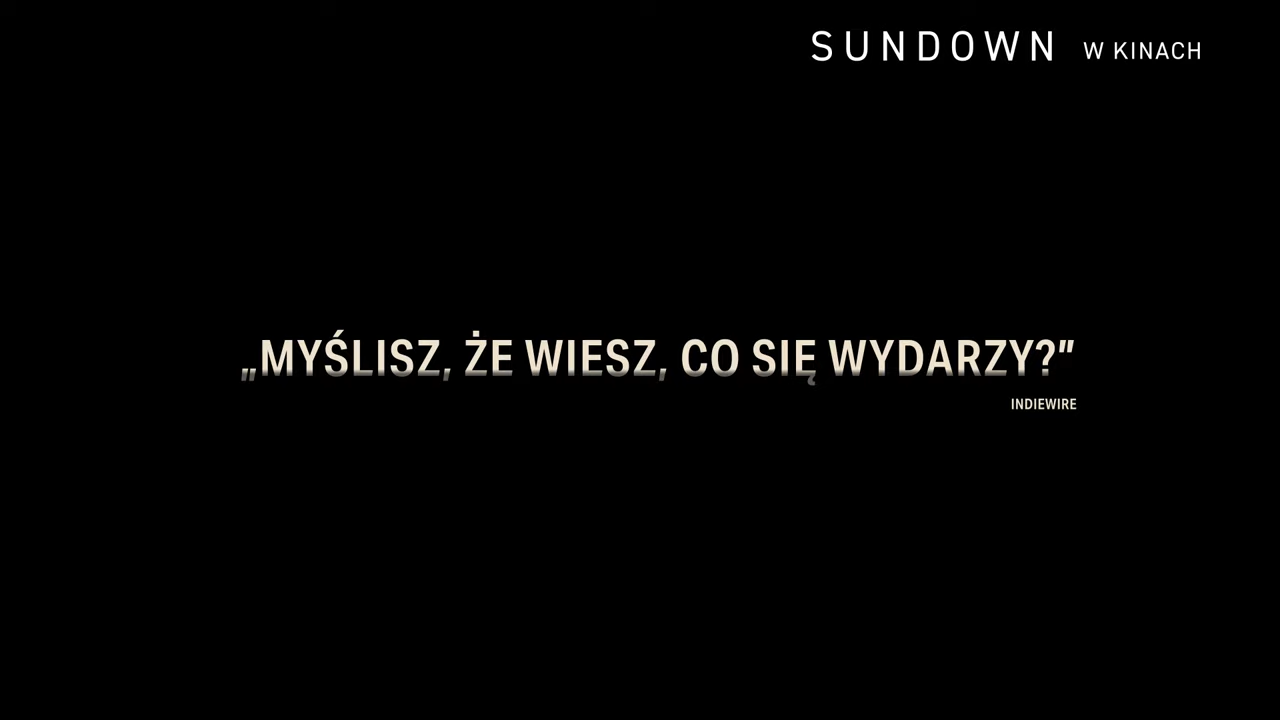 SUNDOWN W KINACH
„MYŚLISZ, ŻE WIESZ, CO SIĘ WYDARZY?”
INDIEWIRE